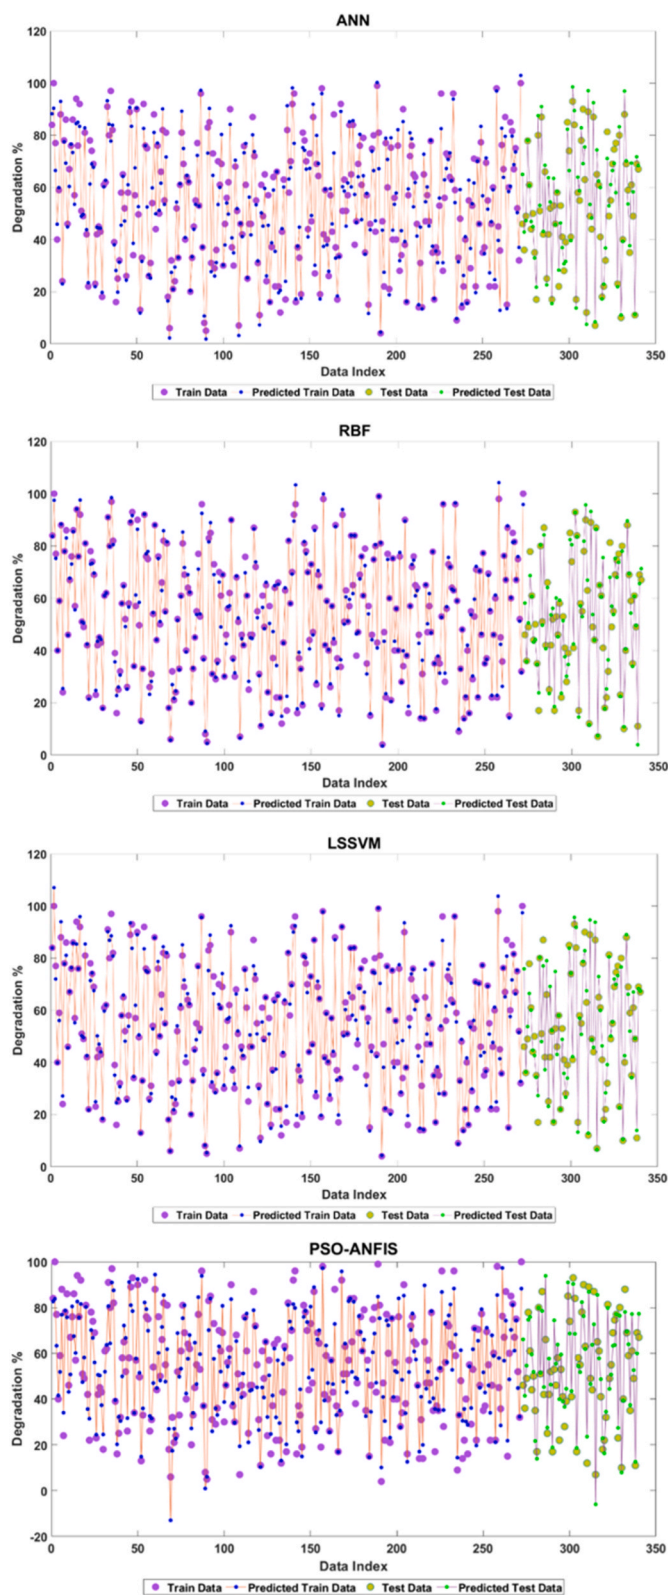 ANN
120
100
80
60
40
20
0
Degradation %
0 50 100 150 200 250 300 350
Data Index
Train Data Predicted Train Data Test Data Predicted Test Data
RBF
120
100
80
60
40
20
0
Degradation %
0 50 100 150 200 250 300 350
Data Index
Train Data Predicted Train Data Test Data Predicted Test Data
LSSVM
120
100
80
60
40
20
0
Degradation %
0 50 100 150 200 250 300 350
Data Index
Train Data Predicted Train Data Test Data Predicted Test Data
PSO-ANFIS
100
80
60
40
20
0
-20
Degradation %
0 50 100 150 200 250 300 350
Data Index
Train Data Predicted Train Data Test Data Predicted Test Data